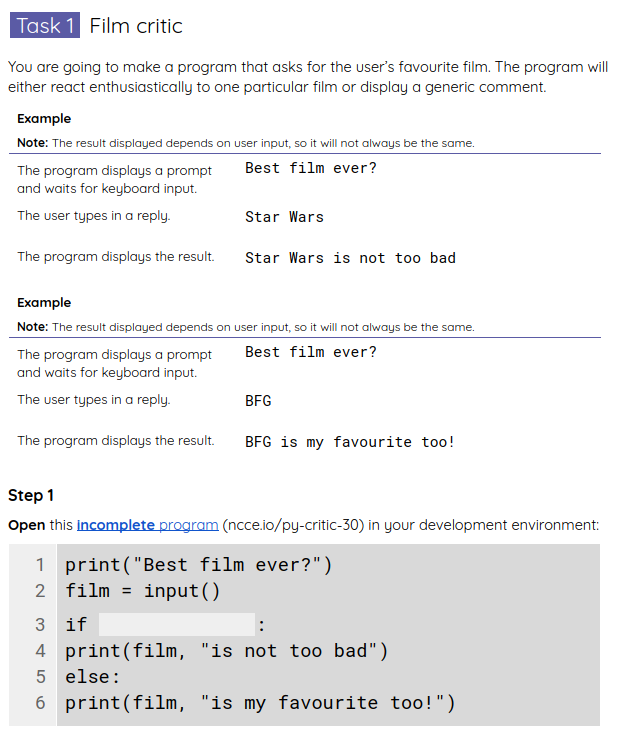 Task 1 Film critic
You are going to make a program that asks for the user's favourite film. The program will
either react enthusiastically to one particular film or display a generic comment.
Example
Note: The result displayed depends on user input, so it will not always be the same.
The program displays a prompt
and waits for keyboard input.
Best film ever?
The user types in a reply.
Star Wars
The program displays the result.
Star Wars is not too bad
Example
Note: The result displayed depends on user input, so it will not always be the same.
The program displays a prompt
and waits for keyboard input.
Best film ever?
The user types in a reply.
BFG
The program displays the result.
BFG is my favourite too!
Step 1
Open this incomplete program (ncce.io/py-critic-30) in your development environment:
1 print("Best film ever?")
2 film = input()
3 if :
4 print(film, "is not too bad")
5 else:
6 print(film, "is my favourite too!")